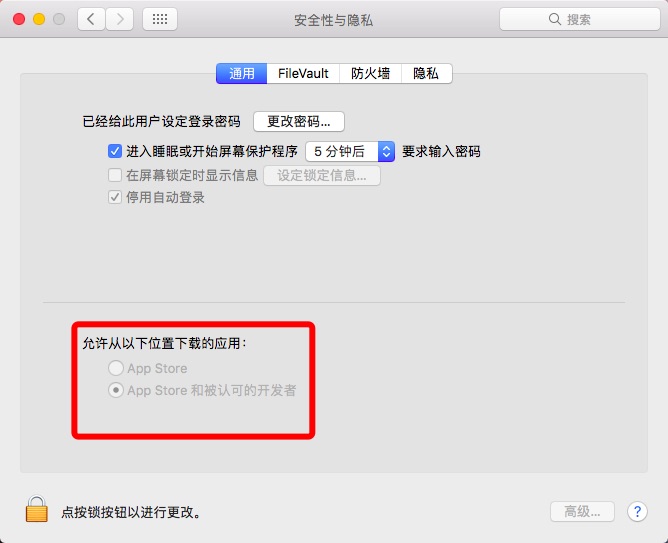 安全性与隐私
搜索
通用 FileVault 防火墙 隐私
已经给此用户设定登录密码 更改密码...
进入睡眠或开始屏幕保护程序 5 分钟后 要求输入密码
在屏幕锁定时显示信息 设定锁定信息...
停用自动登录
允许从以下位置下载的应用：
App Store
App Store 和被认可的开发者
点按锁按钮以进行更改。
高级... ?